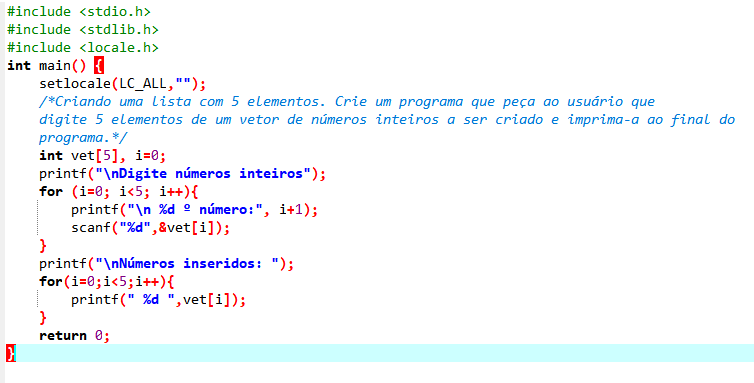 #include <stdio.h>
#include <stdlib.h>
#include <locale.h>
int main() {
setlocale(LC_ALL,"");
/*Criando uma lista com 5 elementos. Crie um programa que peça ao usuário que
digite 5 elementos de um vetor de números inteiros a ser criado e imprima-a ao final do
programa.*/
int vet[5], i=0;
printf("\nDigite números inteiros");
for (i=0; i<5; i++){
printf("\n %d º número:", i+1);
scanf("%d",&vet[i]);
}
printf("\nNúmeros inseridos: ");
for(i=0;i<5;i++){
printf(" %d ",vet[i]);
}
return 0;
}